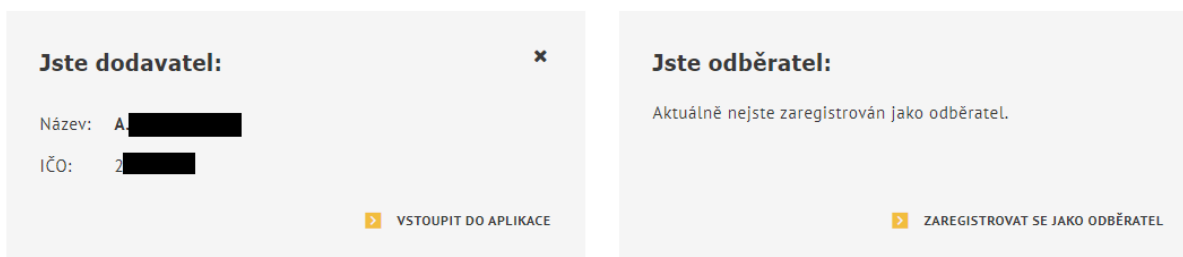 Jste dodavatel:
Název: A.
IČO: 2
VSTOUPIT DO APLIKACE
Jste odběratel:
Aktuálně nejste zaregistrován jako odběratel.
ZAREGISTROVAT SE JAKO ODBĚRATEL